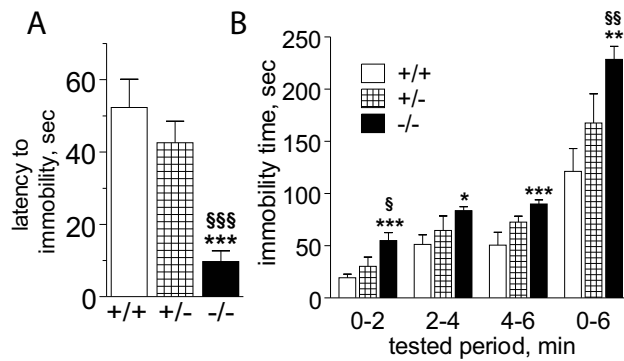 A
latency to
immobility, sec
60
40
20
0
§§§
***
+/+ +/- -/-
B
immobility time, sec
250
200
150
100
50
0
+/+
+/-
-/-
§
***
*
***
§§
**
0-2 2-4 4-6 0-6
tested period, min